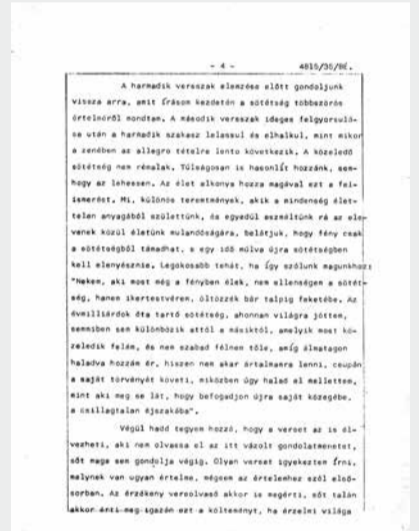 - 4 -
4815/35/BE.
A harmadik versszak elemzése előtt gondoljunk
vissza arra, amit írásom kezdetén a sötétség többszörös
értelméről mondtam. A második versszak ideges felgyorsulá-
sa után a harmadik szakasz lelassul és elhalkul, mint mikor
a zenében az allegro tételre lento következik. A közeledő
sötétség nem rémalak. Túlságosan is hasonlít hozzánk, sem-
hogy az lehessen. Az élet alkonya hozza magával ezt a fel-
ismerést. Mi, különös teremtmények, akik a mindenség élet-
telen anyagából születtünk, és egyedül eszméltünk rá az ele-
venek közül életünk mulandóságára, belátjuk, hogy fény csak
a sötétségből támadhat, s egy idő múlva újra sötétségben
kell elenyésznie. Legokosabb tehát, ha így szólunk magunkhoz:
"Nekem, aki most még a fényben élek, nem ellenségem a sötét-
ség, hanem ikertestvérem, öltözzék bár talpig feketébe. Az
évmilliárdok óta tartó sötétség, ahonnan világra jöttem,
semmiben sem különbözik attól a másiktól, amelyik most kö-
zeledik felém, és nem szabad félnem tőle, amíg álmatagon
haladva hozzám ér, hiszen nem akar ártalmamra lenni, csupán
a saját törvényét követi, miközben úgy halad el mellettem,
mint aki meg se lát, hogy befogadjon újra saját közegébe,
a csillagtalan éjszakába".
Végül hadd tegyem hozzá, hogy a verset az is él-
vezheti, aki nem olvassa el az itt vázolt gondolatmenetet,
sőt maga sem gondolja végig. Olyan verset igyekeztem írni,
melynek van ugyan értelme, mégsem az értelemhez szól első-
sorban. Az érzékeny versolvasó akkor is megérti, sőt talán
akkor érti meg igazán ezt a költeményt, ha érzelmi világa